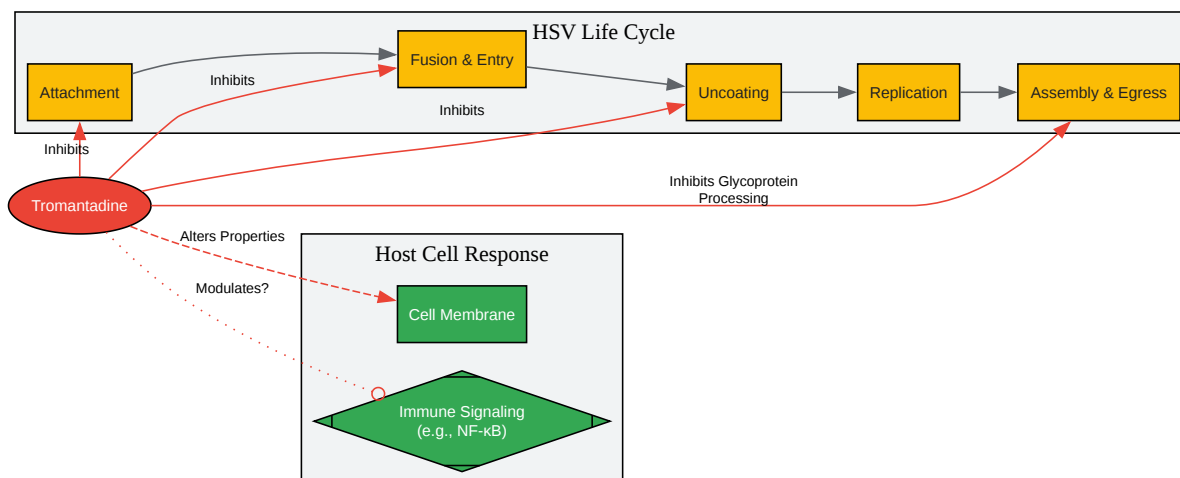 HSV Life Cycle
Fusion & Entry
Attachment
Inhibits
Inhibits
Uncoating
Replication
Assembly & Egress
Inhibits
Tromantadine
Inhibits Glycoprotein
Processing
Alters Properties
Host Cell Response
Modulates?
Cell Membrane
Immune Signaling
(e.g., NF-κB)